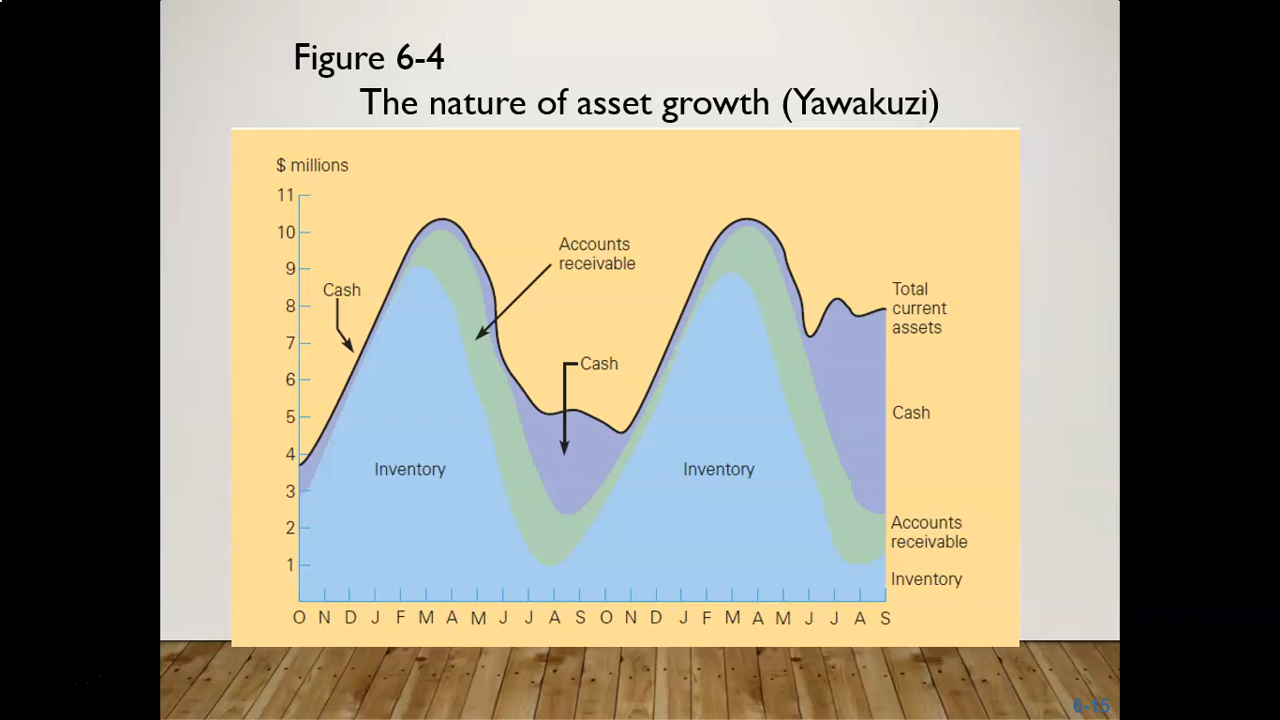 Figure 6-4
The nature of asset growth (Yawakuzi)
$ millions
11
10
9
8
7
6
5
4
3
2
1
Cash
Accounts
receivable
Cash
Inventory
Inventory
Total
current
assets
Cash
Accounts
receivable
Inventory
O N D J F M A M J J A S O N D J F M A M J J A S
6-15